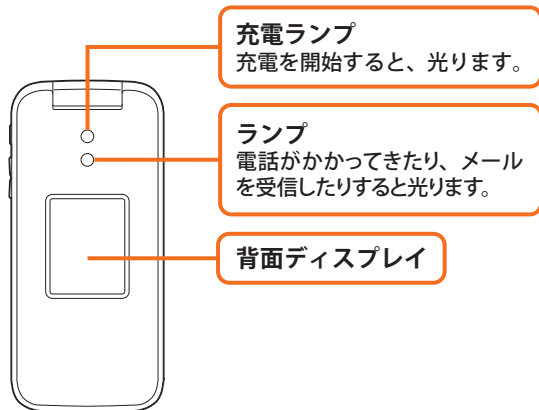 充電ランプ
充電を開始すると、光ります。
ランプ
電話がかかってきたり、メール
を受信したりすると光ります。
背面ディスプレイ